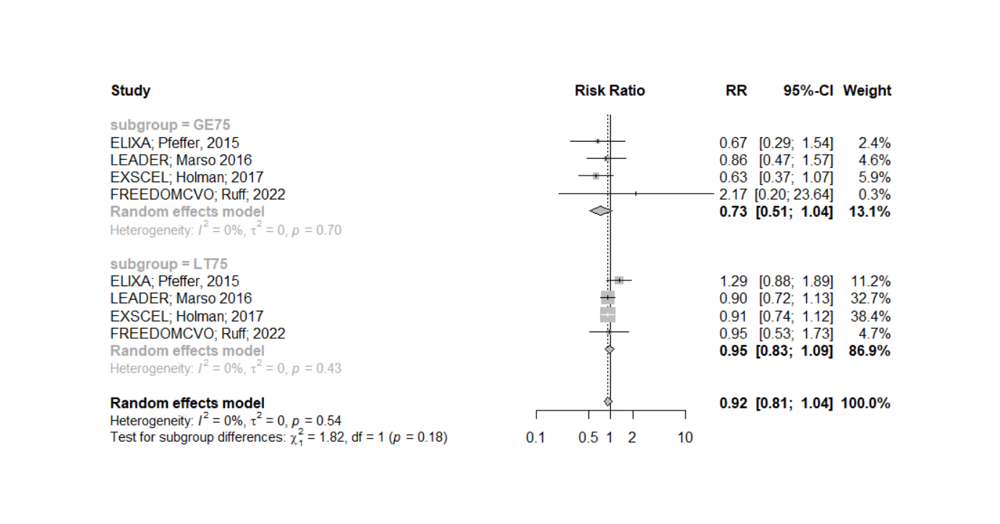 Study Risk Ratio RR 95%-CI Weight
subgroup = GE75
ELIXA; Pfeffer, 2015 0.67 [0.29; 1.54] 2.4%
LEADER; Marso 2016 0.86 [0.47; 1.57] 4.6%
EXSCEL; Holman; 2017 0.63 [0.37; 1.07] 5.9%
FREEDOMCVO; Ruff; 2022 2.17 [0.20; 23.64] 0.3%
Random effects model 0.73 [0.51; 1.04] 13.1%
Heterogeneity: I² = 0%, τ² = 0, p = 0.70
subgroup = LT75
ELIXA; Pfeffer, 2015 1.29 [0.88; 1.89] 11.2%
LEADER; Marso 2016 0.90 [0.72; 1.13] 32.7%
EXSCEL; Holman; 2017 0.91 [0.74; 1.12] 38.4%
FREEDOMCVO; Ruff; 2022 0.95 [0.53; 1.73] 4.7%
Random effects model 0.95 [0.83; 1.09] 86.9%
Heterogeneity: I² = 0%, τ² = 0, p = 0.43
Random effects model 0.92 [0.81; 1.04] 100.0%
Heterogeneity: I² = 0%, τ² = 0, p = 0.54
Test for subgroup differences: χ²₁ = 1.82, df = 1 (p = 0.18)
0.1 0.5 1 2 10